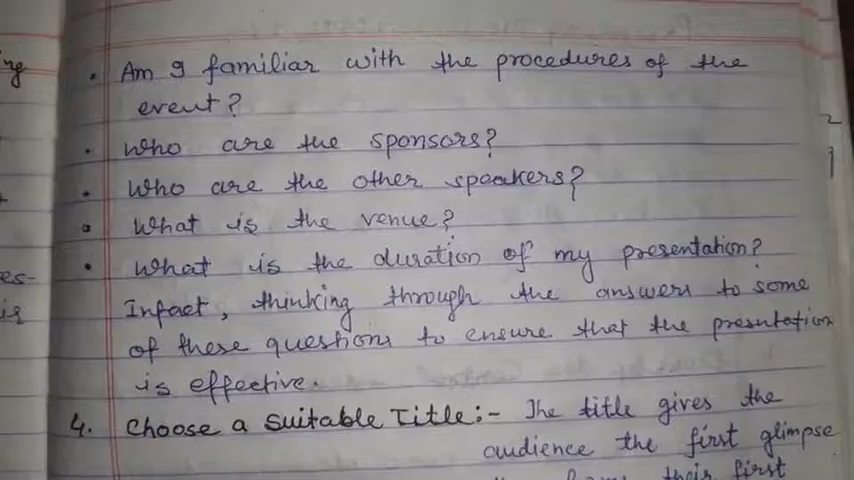 • Am I familiar with the procedures of the
event?
• Who are the sponsors?
• Who are the other speakers?
• What is the venue?
• What is the duration of my presentation?
Infact, thinking through the answers to some
of these questions to ensure that the presentation
is effective.
4. Choose a Suitable Title:- The title gives the
audience the first glimpse
their first